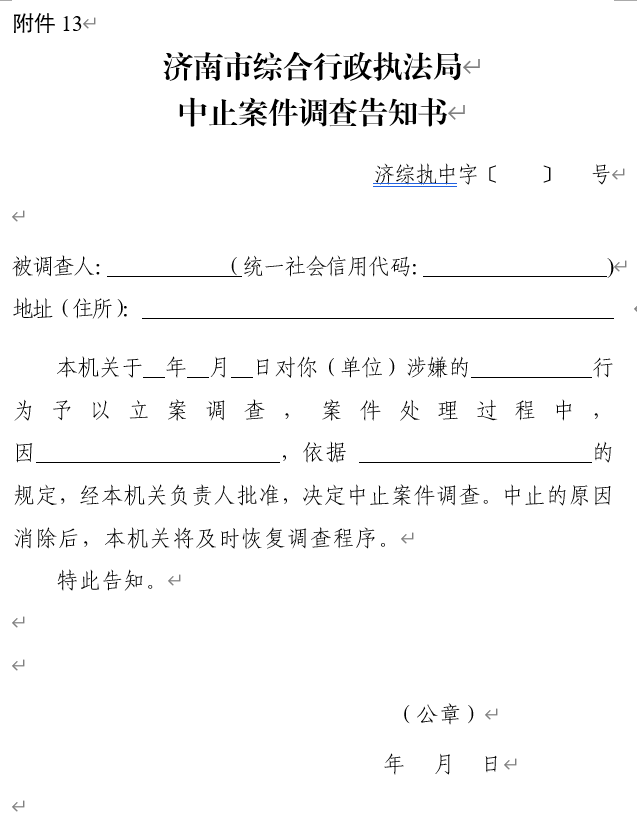 附件 13
济南市综合行政执法局
中止案件调查告知书
济综执中字〔  〕  号
被调查人：____________（统一社会信用代码：__________________）
地址（住所）：______________________________________________
本机关于__年__月__日对你（单位）涉嫌的____________行
为予以立案调查，案件处理过程中，
因________________________，依据 _______________________的
规定，经本机关负责人批准，决定中止案件调查。中止的原因
消除后，本机关将及时恢复调查程序。
特此告知。
（公章）
年  月  日